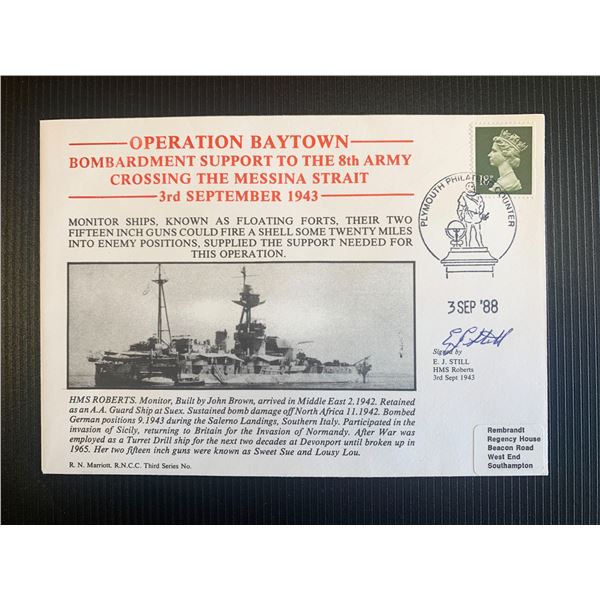 OPERATION BAYTOWN
BOMBARDMENT SUPPORT TO THE 8th ARMY
CROSSING THE MESSINA STRAIT
3rd SEPTEMBER 1943
MONITOR SHIPS, KNOWN AS FLOATING FORTS, THEIR TWO
FIFTEEN INCH GUNS COULD FIRE A SHELL SOME TWENTY MILES
INTO ENEMY POSITIONS, SUPPLIED THE SUPPORT NEEDED FOR
THIS OPERATION.
HMS ROBERTS. Monitor, Built by John Brown, arrived in Middle East 2.1942. Retained
as an A.A. Guard Ship at Suex. Sustained bomb damage off North Africa 11.1942. Bombed
German positions 9.1943 during the Salerno Landings, Southern Italy. Participated in the
invasion of Sicily, returning to Britain for the Invasion of Normandy. After War was
employed as a Turret Drill ship for the next two decades at Devonport until broken up in
1965. Her two fifteen inch guns were known as Sweet Sue and Lousy Lou.
R. N. Marriott. R.N.C.C. Third Series No.
18P
PLYMOUTH PHILATELIC COUNTER
3 SEP '88
E J Still
Signed by
E. J. STILL
HMS Roberts
3rd Sept 1943
Rembrandt
Regency House
Beacon Road
West End
Southampton